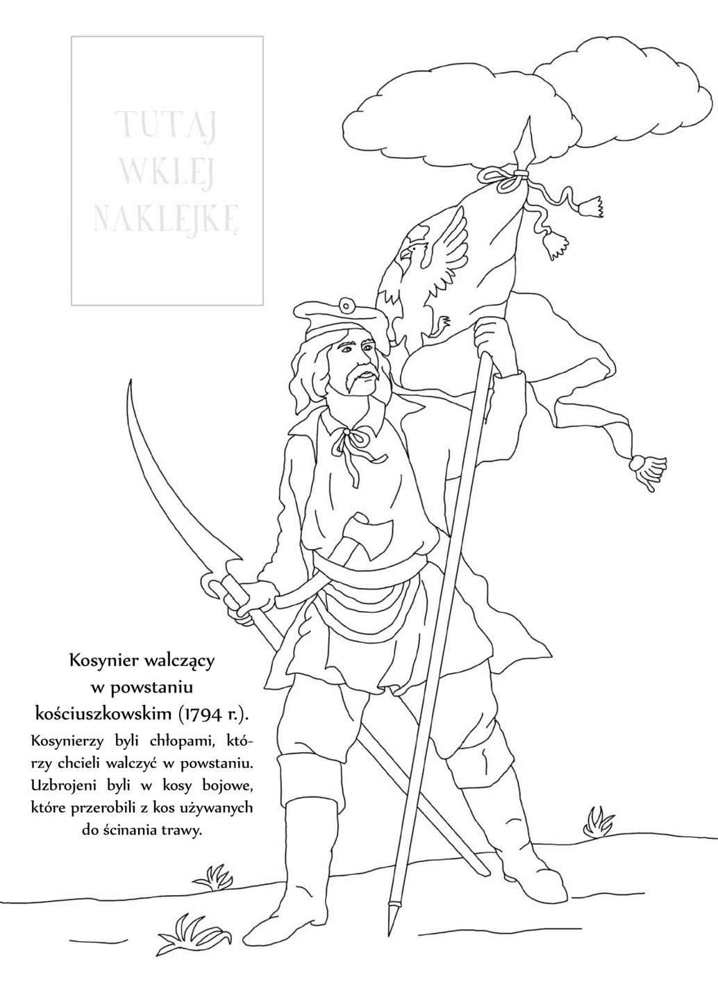 TUTAJ
WKLEJ
NAKLEJKĘ
Kosynier walczący
w powstaniu
kościuszkowskim (1794 r.).
Kosynierzy byli chłopami, któ-
rzy chcieli walczyć w powstaniu.
Uzbrojeni byli w kosy bojowe,
które przerobili z kos używanych
do ścinania trawy.